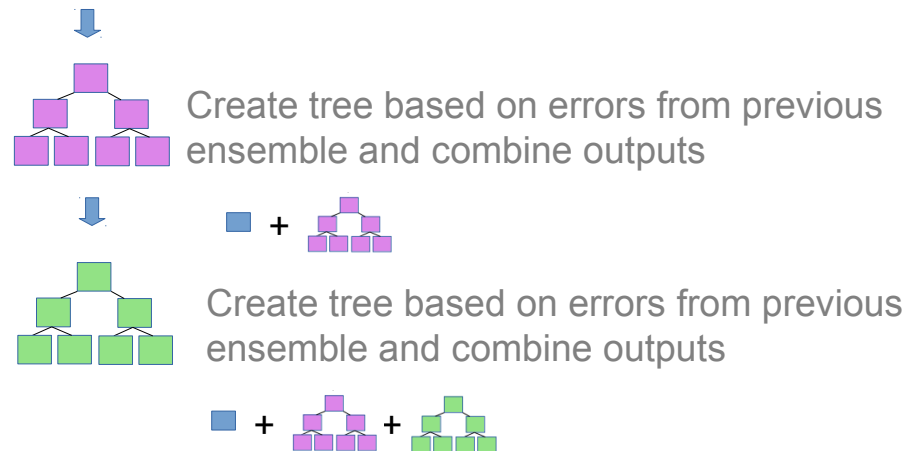 Create tree based on errors from previous
ensemble and combine outputs
+
Create tree based on errors from previous
ensemble and combine outputs
+ +